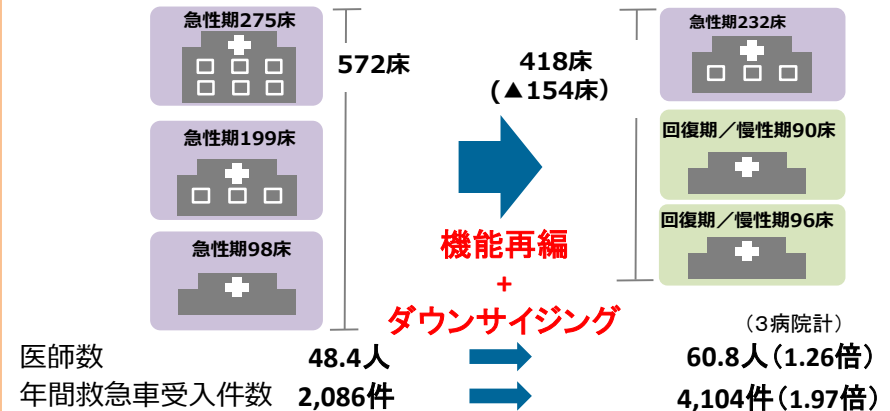 急性期275床
572床
急性期199床
急性期98床
418床
(▲154床)
機能再編
+
ダウンサイジング
急性期232床
回復期／慢性期90床
回復期／慢性期96床
（３病院計）
医師数 48.4人 60.8人（1.26倍）
年間救急車受入件数 2,086件 4,104件（1.97倍）